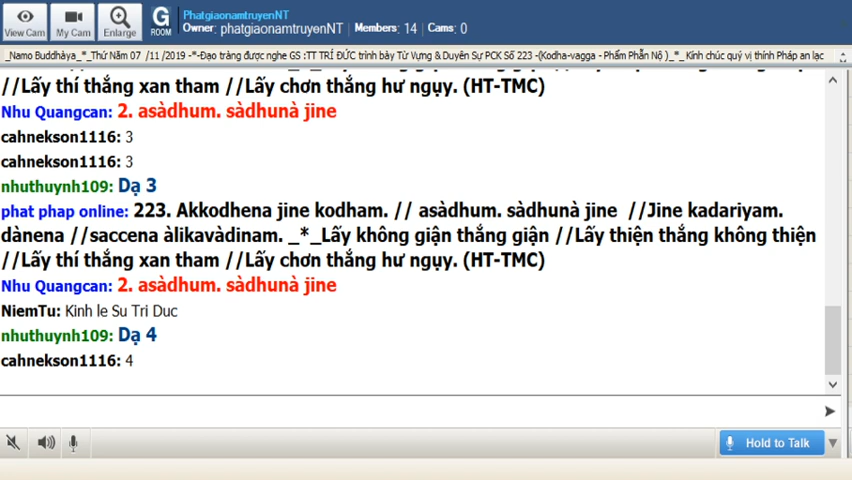 View Cam
My Cam
Enlarge
G
ROOM
PhatgiaonamtruyenNT
Owner: phatgiaonamtruyenNT | Members: 14 | Cams: 0
_Namo Buddhàya_*_Thứ Năm 07 /11 /2019 -*-Đạo tràng được nghe GS :TT TRÍ ĐỨC trình bày Từ Vựng & Duyên Sự PCK Số 223 -(Kodha-vagga - Phẩm Phẫn Nộ )_*_ Kính chúc quý vị thính Pháp an lạc
//Lấy thí thắng xan tham //Lấy chơn thắng hư ngụy. (HT-TMC)
Nhu Quangcan: 2. asàdhum. sàdhunà jine
cahnekson1116: 3
cahnekson1116: 3
nhuthuynh109: Dạ 3
phat phap online: 223. Akkodhena jine kodham. // asàdhum. sàdhunà jine //Jine kadariyam.
dànena //saccena àlikavàdinam. _*_Lấy không giận thắng giận //Lấy thiện thắng không thiện
//Lấy thí thắng xan tham //Lấy chơn thắng hư ngụy. (HT-TMC)
Nhu Quangcan: 2. asàdhum. sàdhunà jine
NiemTu: Kinh le Su Tri Duc
nhuthuynh109: Dạ 4
cahnekson1116: 4
Hold to Talk